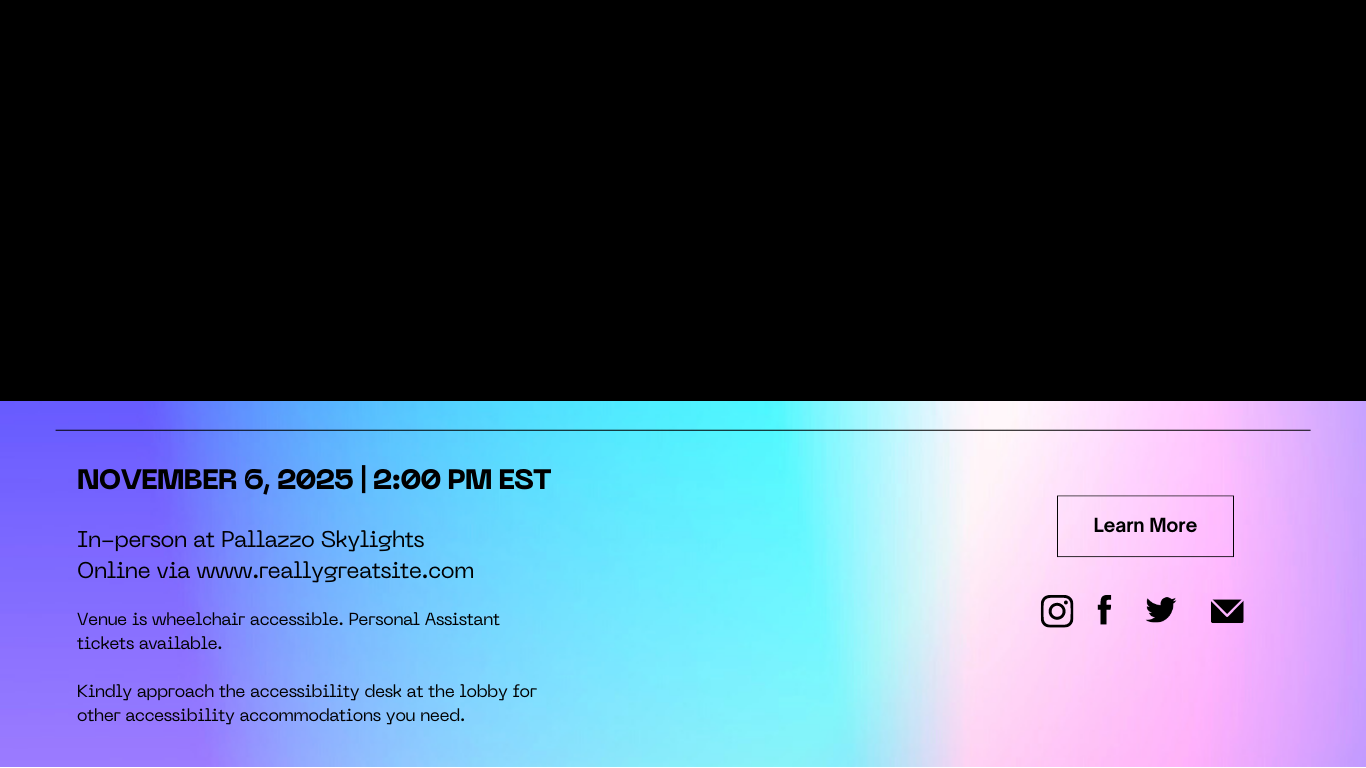 NOVEMBER 6, 2025 | 2:00 PM EST
In-person at Pallazzo Skylights
Online via www.reallygreatsite.com
Venue is wheelchair accessible. Personal Assistant
tickets available.
Kindly approach the accessibility desk at the lobby for
other accessibility accommodations you need.
Learn More